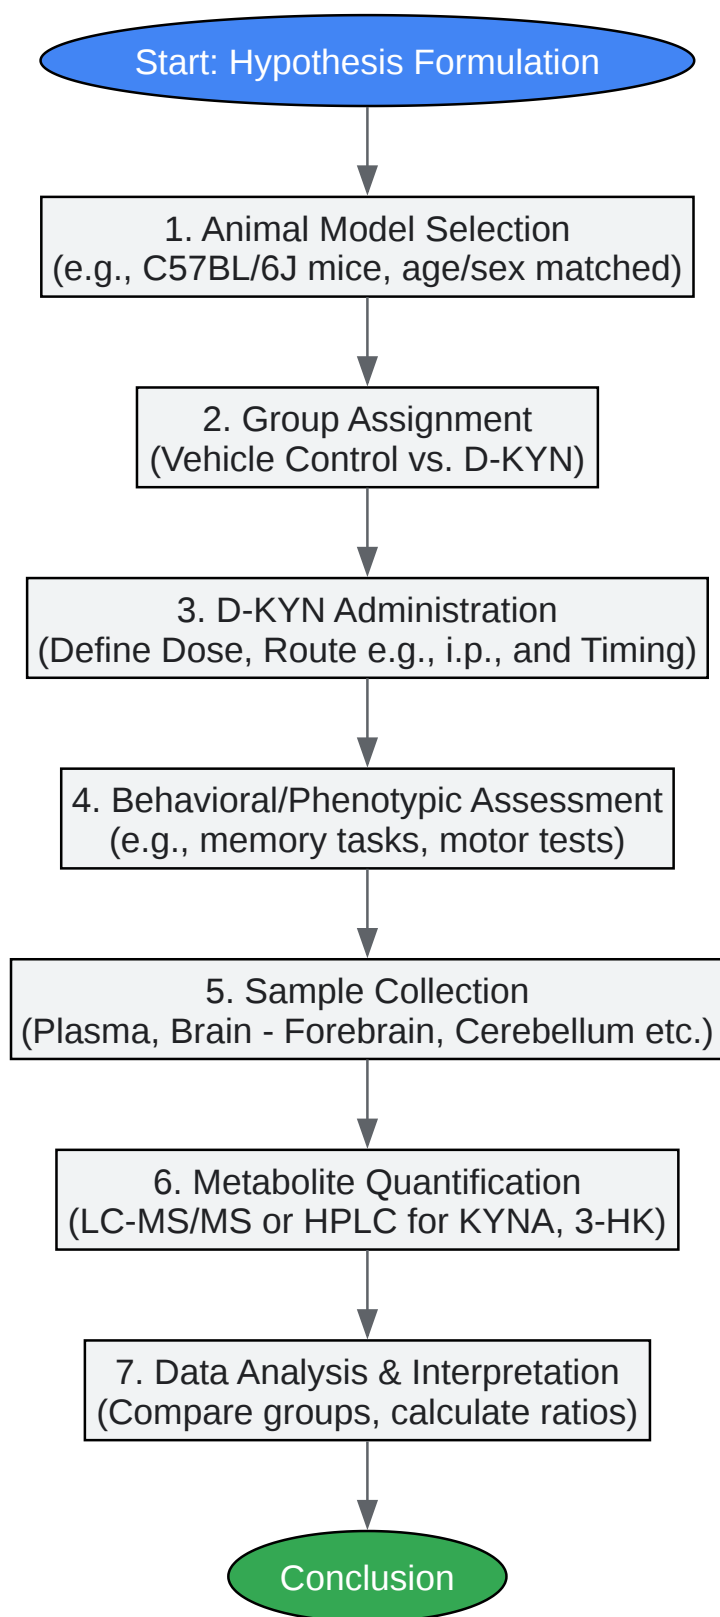 Start: Hypothesis Formulation
1. Animal Model Selection
(e.g., C57BL/6J mice, age/sex matched)
2. Group Assignment
(Vehicle Control vs. D-KYN)
3. D-KYN Administration
(Define Dose, Route e.g., i.p., and Timing)
4. Behavioral/Phenotypic Assessment
(e.g., memory tasks, motor tests)
5. Sample Collection
(Plasma, Brain - Forebrain, Cerebellum etc.)
6. Metabolite Quantification
(LC-MS/MS or HPLC for KYNA, 3-HK)
7. Data Analysis & Interpretation
(Compare groups, calculate ratios)
Conclusion